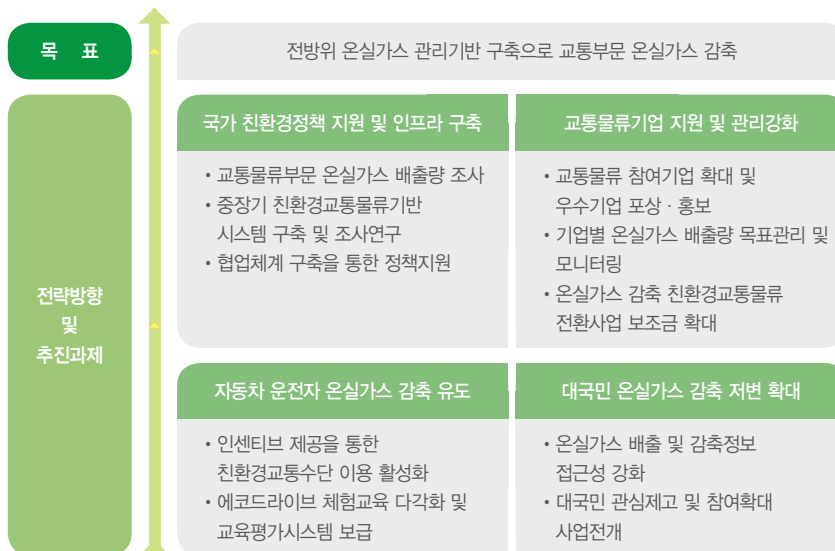 목 표
전방위 온실가스 관리기반 구축으로 교통부문 온실가스 감축
전략방향
및
추진과제
국가 친환경정책 지원 및 인프라 구축
• 교통물류부문 온실가스 배출량 조사
• 중장기 친환경교통물류기반
시스템 구축 및 조사연구
• 협업체계 구축을 통한 정책지원
교통물류기업 지원 및 관리강화
• 교통물류 참여기업 확대 및
우수기업 포상 · 홍보
• 기업별 온실가스 배출량 목표관리 및
모니터링
• 온실가스 감축 친환경교통물류
전환사업 보조금 확대
자동차 운전자 온실가스 감축 유도
• 인센티브 제공을 통한
친환경교통수단 이용 활성화
• 에코드라이브 체험교육 다각화 및
교육평가시스템 보급
대국민 온실가스 감축 저변 확대
• 온실가스 배출 및 감축정보
접근성 강화
• 대국민 관심제고 및 참여확대
사업전개